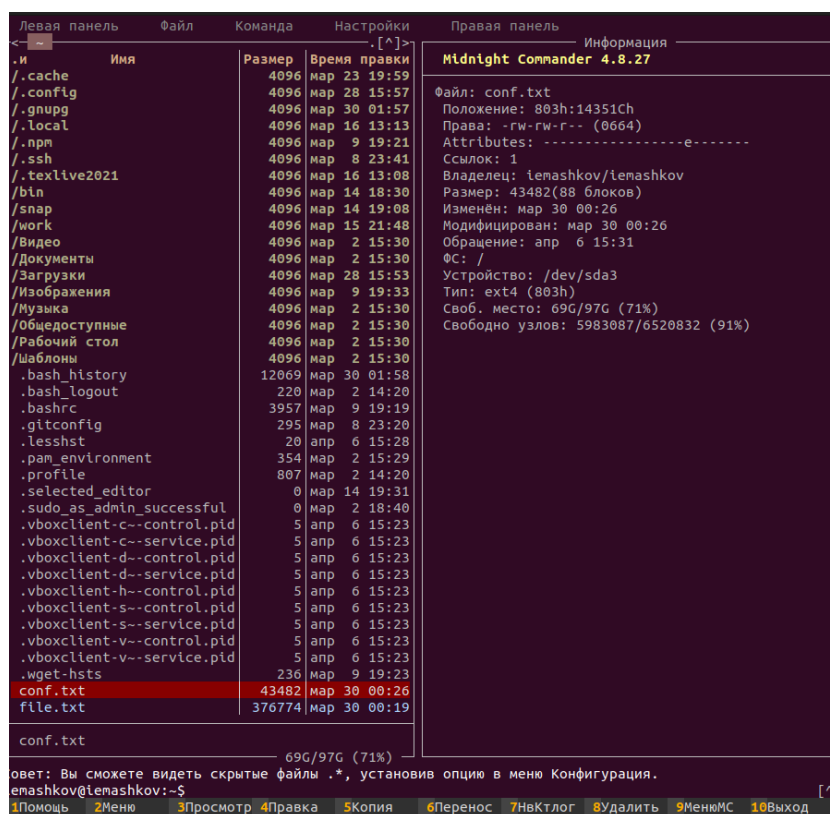 Левая панель Файл Команда Настройки Правая панель
<- ~ .[^]>
.и Имя Размер Время правки
/.cache 4096 мар 23 19:59
/.config 4096 мар 28 15:57
/.gnupg 4096 мар 30 01:57
/.local 4096 мар 16 13:13
/.npm 4096 мар 9 19:21
/.ssh 4096 мар 8 23:41
/.texlive2021 4096 мар 16 13:08
/bin 4096 мар 14 18:30
/snap 4096 мар 14 19:08
/work 4096 мар 15 21:48
/Видео 4096 мар 2 15:30
/Документы 4096 мар 2 15:30
/Загрузки 4096 мар 28 15:53
/Изображения 4096 мар 9 19:33
/Музыка 4096 мар 2 15:30
/Общедоступные 4096 мар 2 15:30
/Рабочий стол 4096 мар 2 15:30
/Шаблоны 4096 мар 2 15:30
.bash_history 12069 мар 30 01:58
.bash_logout 220 мар 2 14:20
.bashrc 3957 мар 9 19:19
.gitconfig 295 мар 8 23:20
.lesshst 20 апр 6 15:28
.pam_environment 354 мар 2 15:29
.profile 807 мар 2 14:20
.selected_editor 0 мар 14 19:31
.sudo_as_admin_successful 0 мар 2 18:40
.vboxclient-c~-control.pid 5 апр 6 15:23
.vboxclient-c~-service.pid 5 апр 6 15:23
.vboxclient-d~-control.pid 5 апр 6 15:23
.vboxclient-d~-service.pid 5 апр 6 15:23
.vboxclient-h~-control.pid 5 апр 6 15:23
.vboxclient-s~-control.pid 5 апр 6 15:23
.vboxclient-s~-service.pid 5 апр 6 15:23
.vboxclient-v~-control.pid 5 апр 6 15:23
.vboxclient-v~-service.pid 5 апр 6 15:23
.wget-hsts 236 мар 9 19:23
conf.txt 43482 мар 30 00:26
file.txt 376774 мар 30 00:19
conf.txt
69G/97G (71%)
Информация
Midnight Commander 4.8.27
Файл: conf.txt
Положение: 803h:14351Ch
Права: -rw-rw-r-- (0664)
Attributes: -----------------e-------
Ссылок: 1
Владелец: iemashkov/iemashkov
Размер: 43482(88 блоков)
Изменён: мар 30 00:26
Модифицирован: мар 30 00:26
Обращение: апр 6 15:31
ФС: /
Устройство: /dev/sda3
Тип: ext4 (803h)
Своб. место: 69G/97G (71%)
Свободно узлов: 5983087/6520832 (91%)
Совет: Вы сможете видеть скрытые файлы .*, установив опцию в меню Конфигурация.
iemashkov@iemashkov:~$ [^
1Помощь 2Меню 3Просмотр 4Правка 5Копия 6Перенос 7НвКтлог 8Удалить 9МенюМС 10Выход